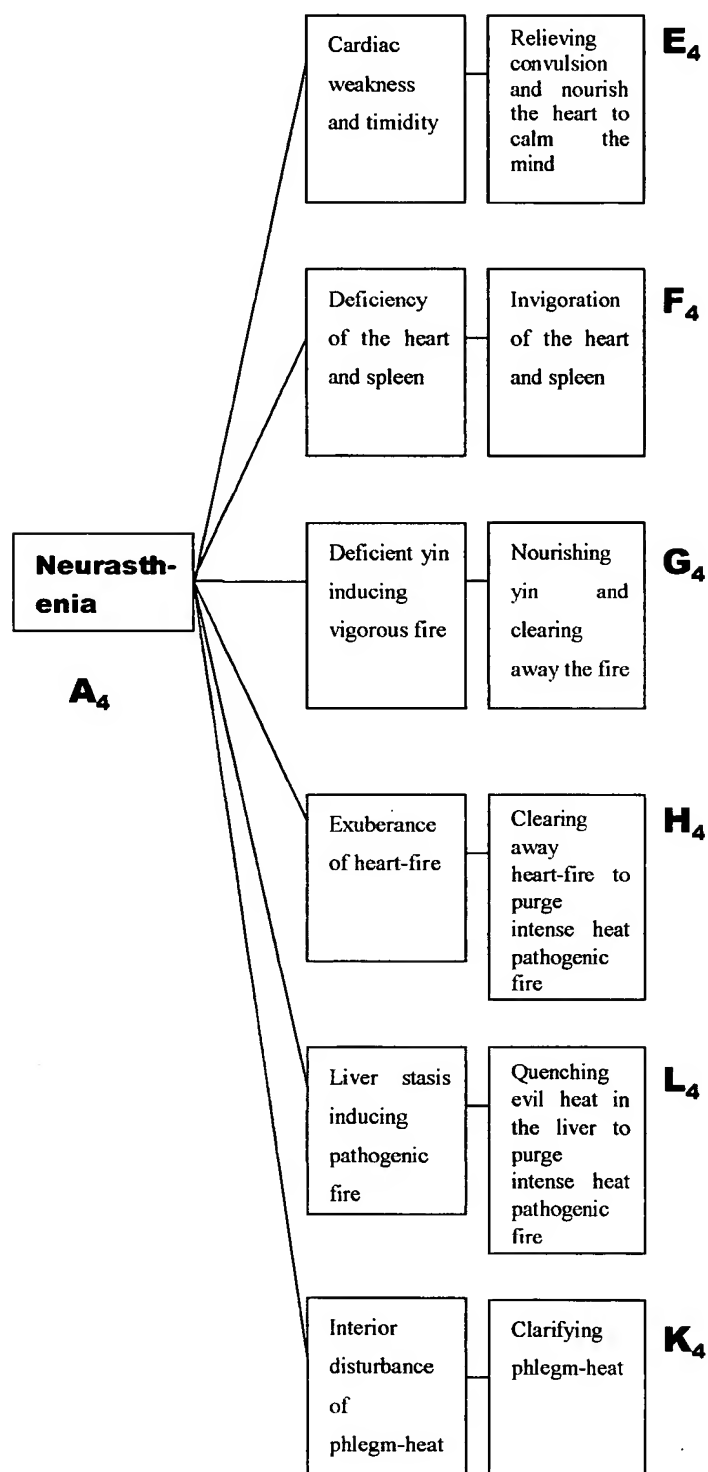 Cardiac
weakness
and timidity
Relieving
convulsion
and nourish
the heart to
calm the
mind
E4
Deficiency
of the heart
and spleen
Invigoration
of the heart
and spleen
F4
Neurasth-
enia
A4
Deficient yin
inducing
vigorous fire
Nourishing
yin and
clearing
away the fire
G4
Exuberance
of heart-fire
Clearing
away
heart-fire to
purge
intense heat
pathogenic
fire
H4
Liver stasis
inducing
pathogenic
fire
Quenching
evil heat in
the liver to
purge
intense heat
pathogenic
fire
L4
Interior
disturbance
of
phlegm-heat
Clarifying
phlegm-heat
K4